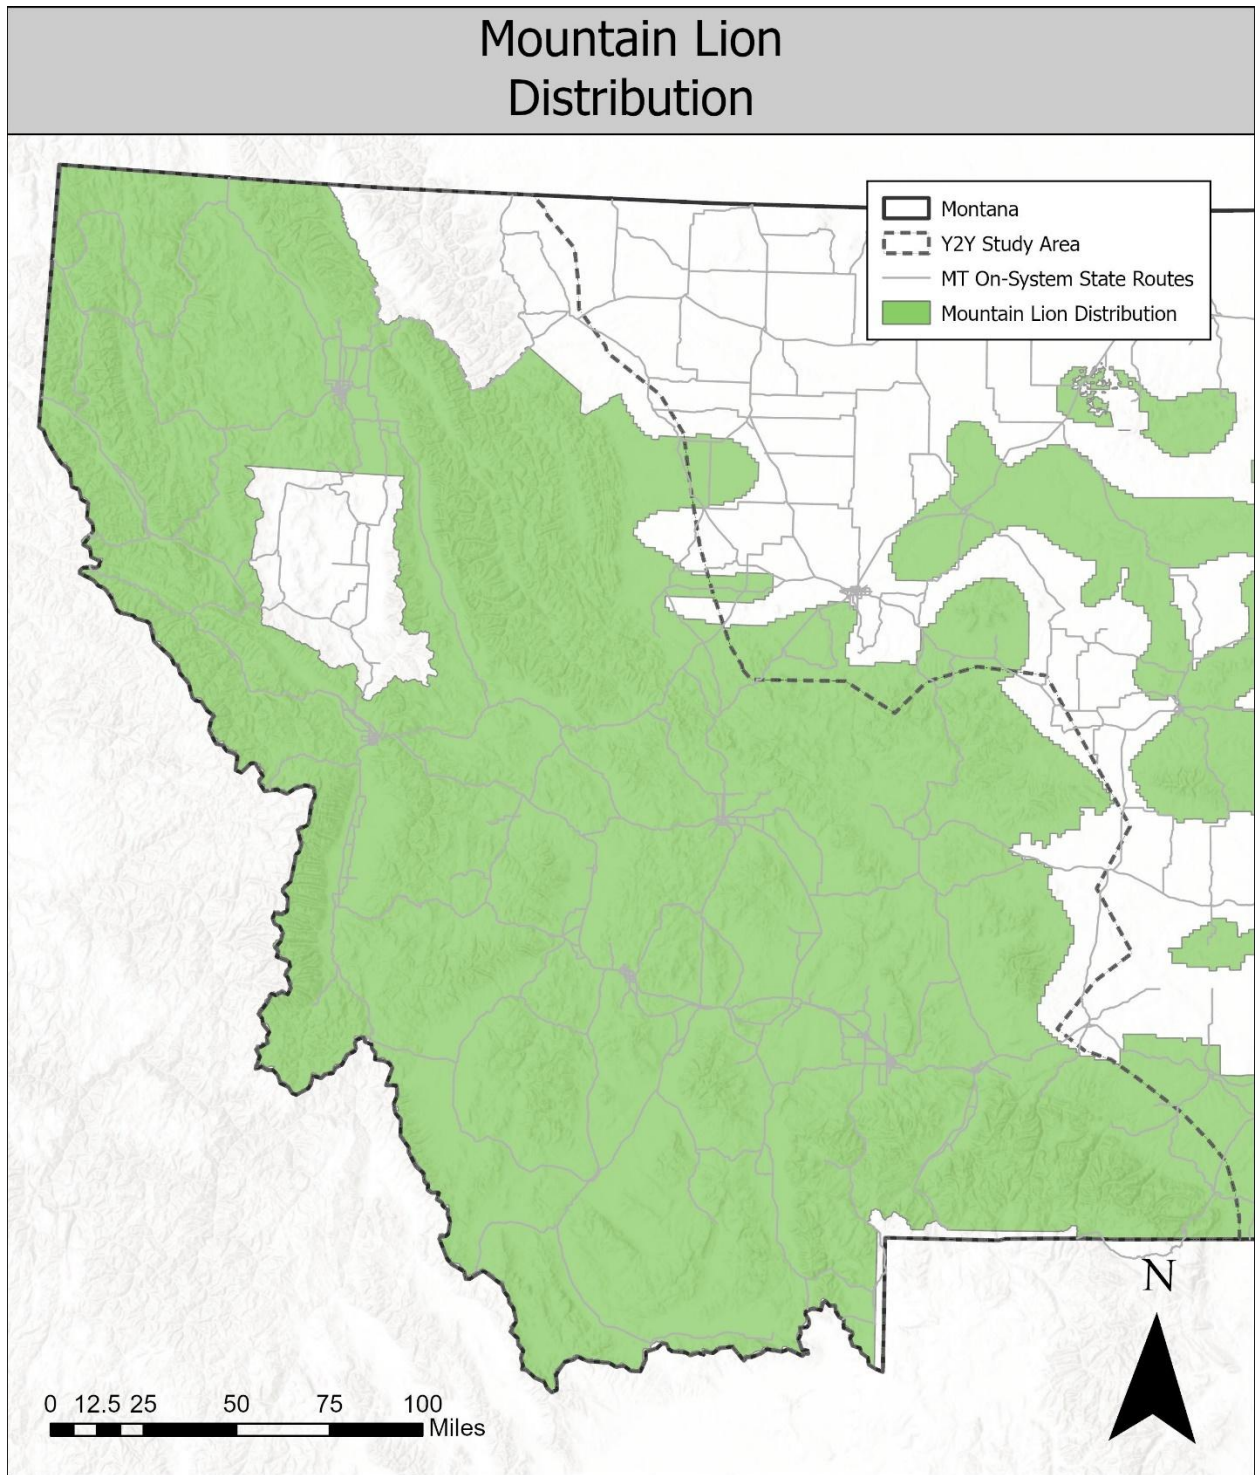 Mountain Lion
Distribution
Montana
Y2Y Study Area
MT On-System State Routes
Mountain Lion Distribution
N
0 12.5 25 50 75 100
Miles